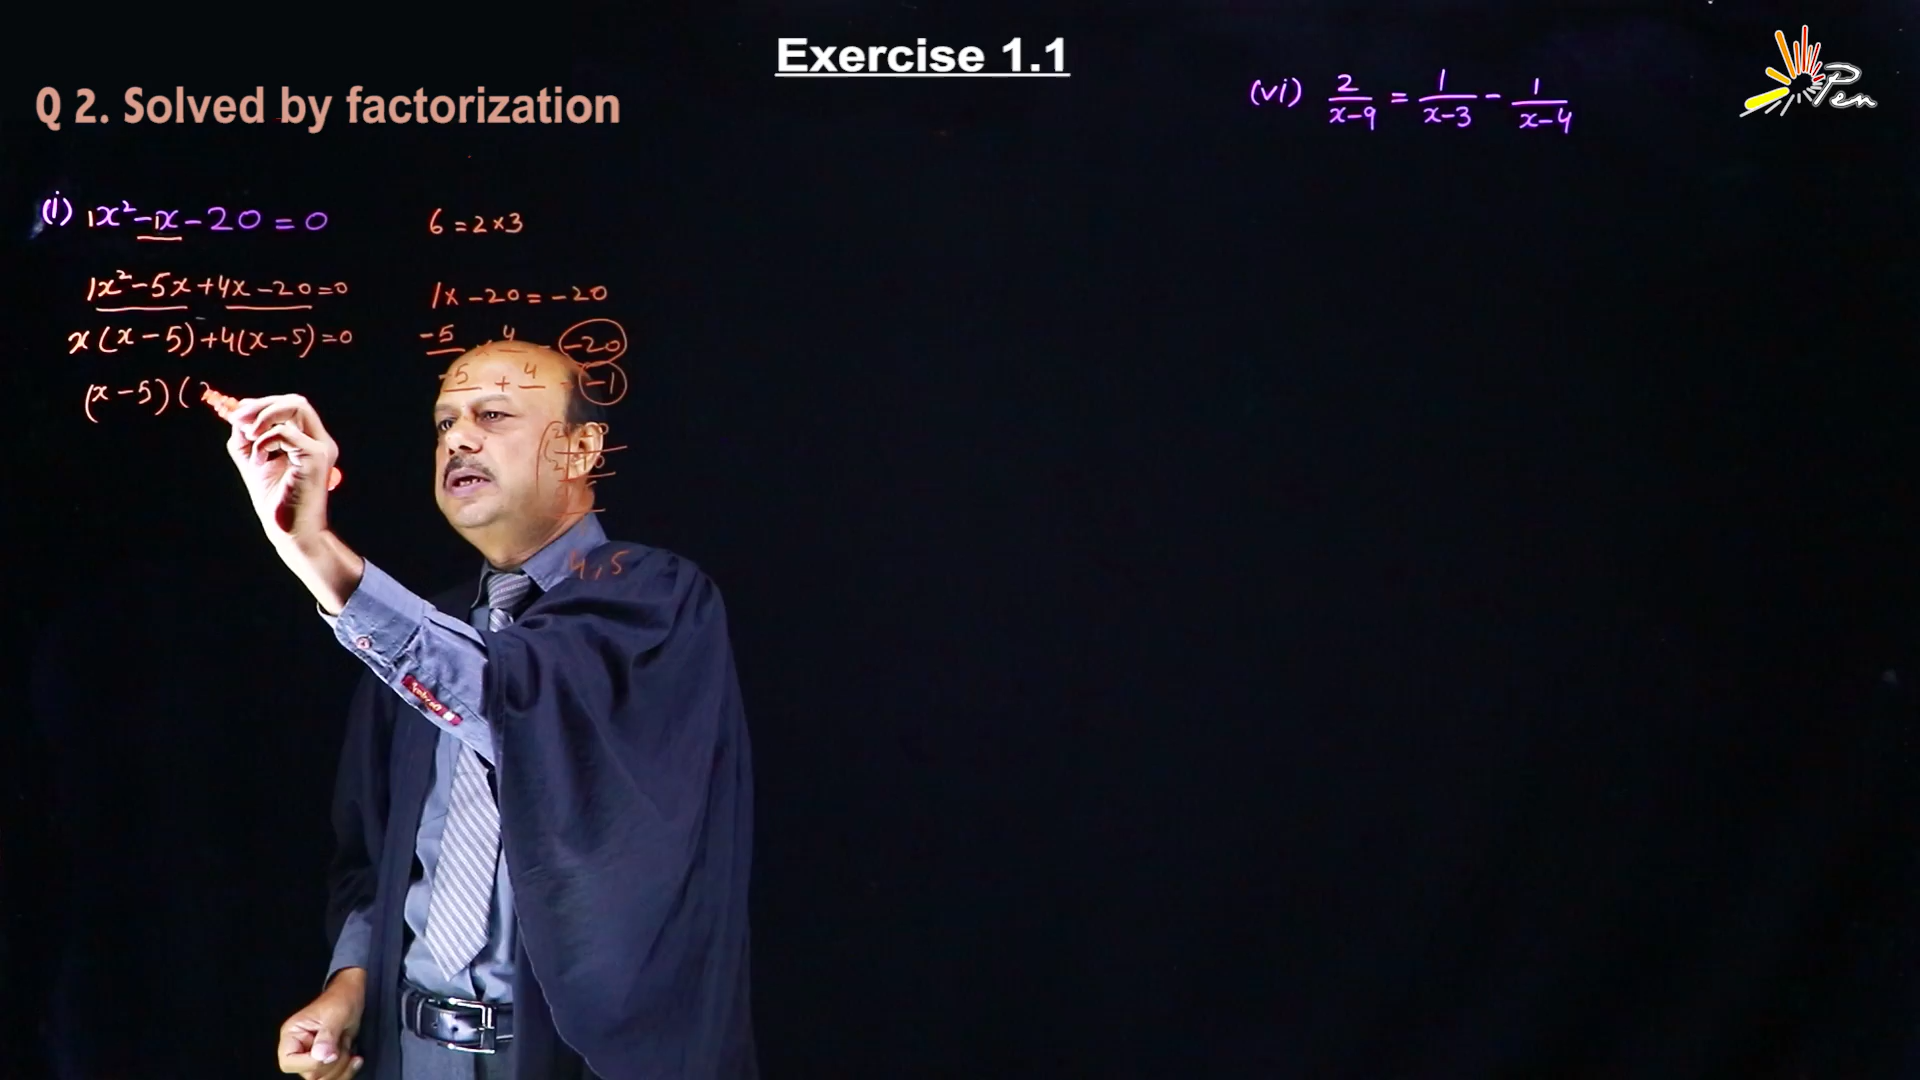 Exercise 1.1
Q 2. Solved by factorization
(vi) 2/(x-9) = 1/(x-3) - 1/(x-4)
Pen
(i) 1x² - 1x - 20 = 0
1x² - 5x + 4x - 20 = 0
x(x - 5) + 4(x - 5) = 0
(x - 5)(
6 = 2 × 3
1 × -20 = -20
-5 × 4 = -20
-5 + 4 = -1
4, 5